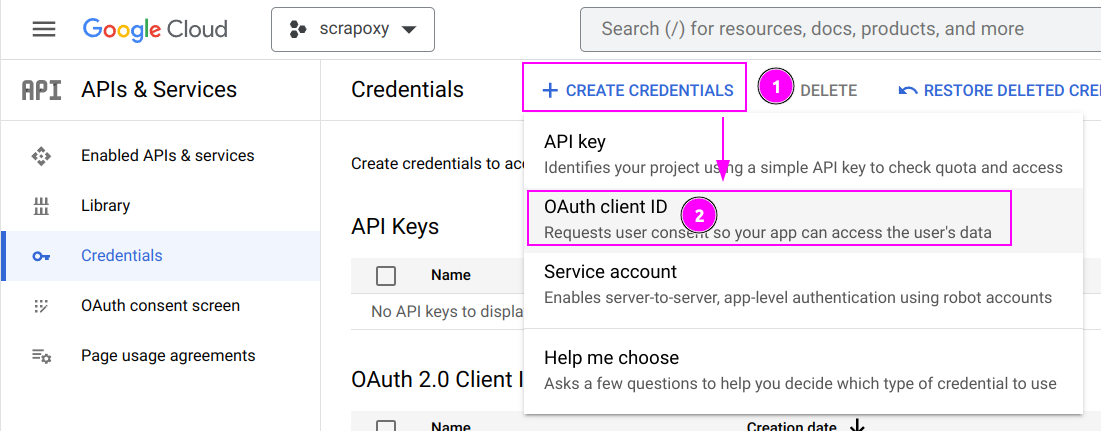 Google Cloud
scrapoxy
Search (/) for resources, docs, products, and more
API
APIs & Services
Enabled APIs & services
Library
Credentials
OAuth consent screen
Page usage agreements
Credentials
CREATE CREDENTIALS
1
DELETE
RESTORE DELETED CRE
Create credentials to acc
API key
Identifies your project using a simple API key to check quota and access
OAuth client ID
2
Requests user consent so your app can access the user's data
Service account
Enables server-to-server, app-level authentication using robot accounts
Help me choose
Asks a few questions to help you decide which type of credential to use
API Keys
Name
No API keys to displa
OAuth 2.0 Client I
Name
Creation date